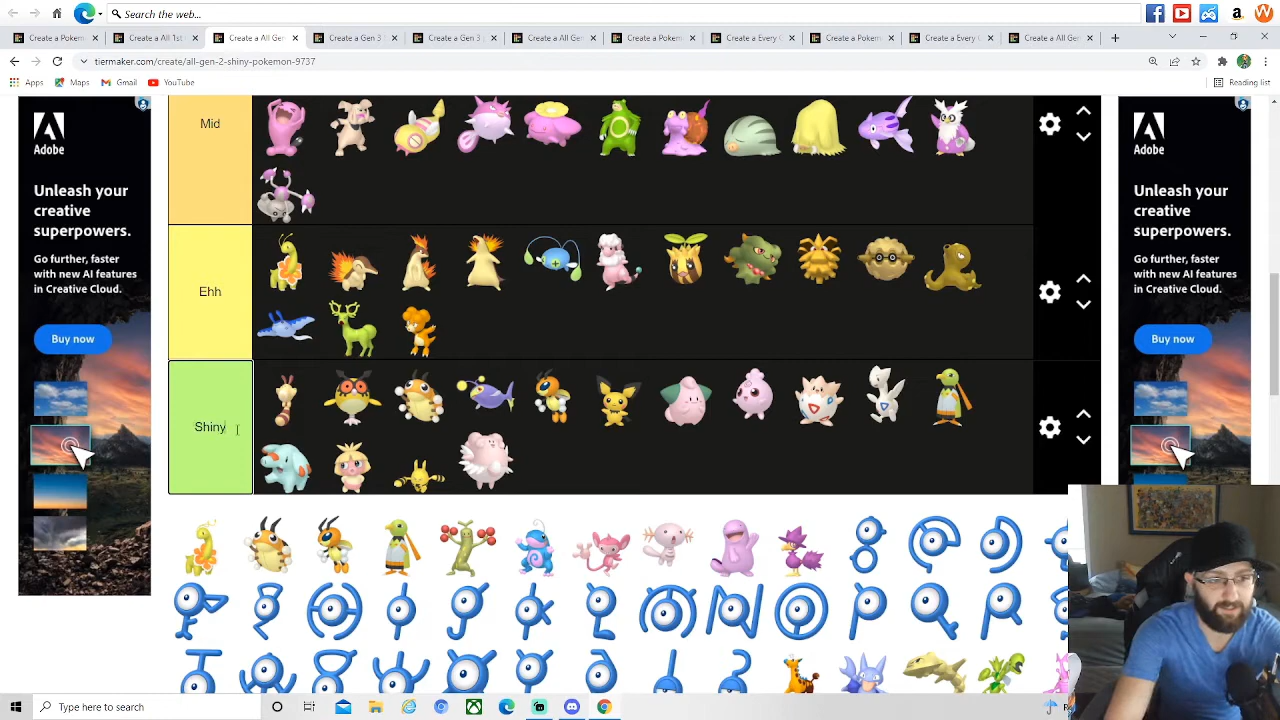 Search the web...
Create a Pokem
Create a All 1st
Create a All Gen
Create a Gen 3 S
Create a Gen 3
Create a All Gen
Create a Pokem
Create a Every
Create a Pokem
Create a Every
Create a All Gen
tiermaker.com/create/all-gen-2-shiny-pokemon-9737
Apps
Maps
Gmail
YouTube
Reading list
Adobe
Unleash your
creative
superpowers.
Go further, faster
with new AI features
in Creative Cloud.
Buy now
Mid
Ehh
Shiny
Adobe
Unleash your
creative
superpowers.
Go further, faster
with new AI features
in Creative Cloud.
Buy now
Type here to search